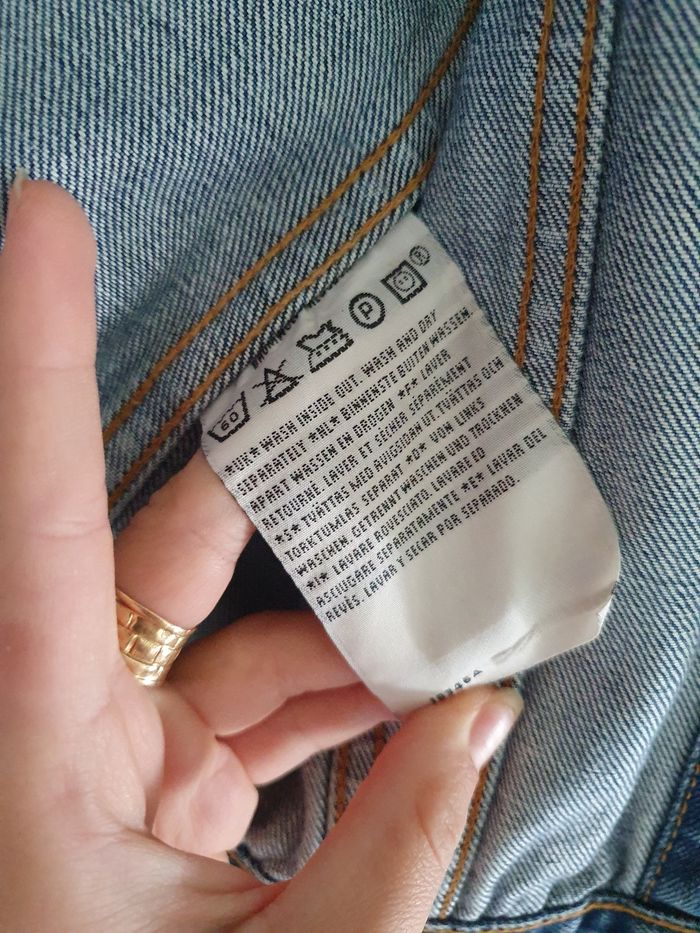 60 P ®
*UK* WASH INSIDE OUT. WASH AND DRY
SEPARATELY *NL* BINNENSTE BUITEN WASSEN,
APART WASSEN EN DROGEN *F* LAVER
RETOURNÉ, LAVER ET SÉCHER SÉPARÉMENT
*S* TVÄTTAS MED AVIGSIDAN UT, TVÄTTAS OCH
TORKTUMLAS SEPARAT *D* VON LINKS
WASCHEN, GETRENNT WASCHEN UND TROCKNEN
*I* LAVARE ROVESCIATO, LAVARE ED
ASCIUGARE SEPARATAMENTE *E* LAVAR DEL
REVÉS, LAVAR Y SECAR POR SEPARADO.